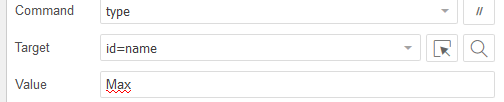 Command type //
Target id=name
Value Max